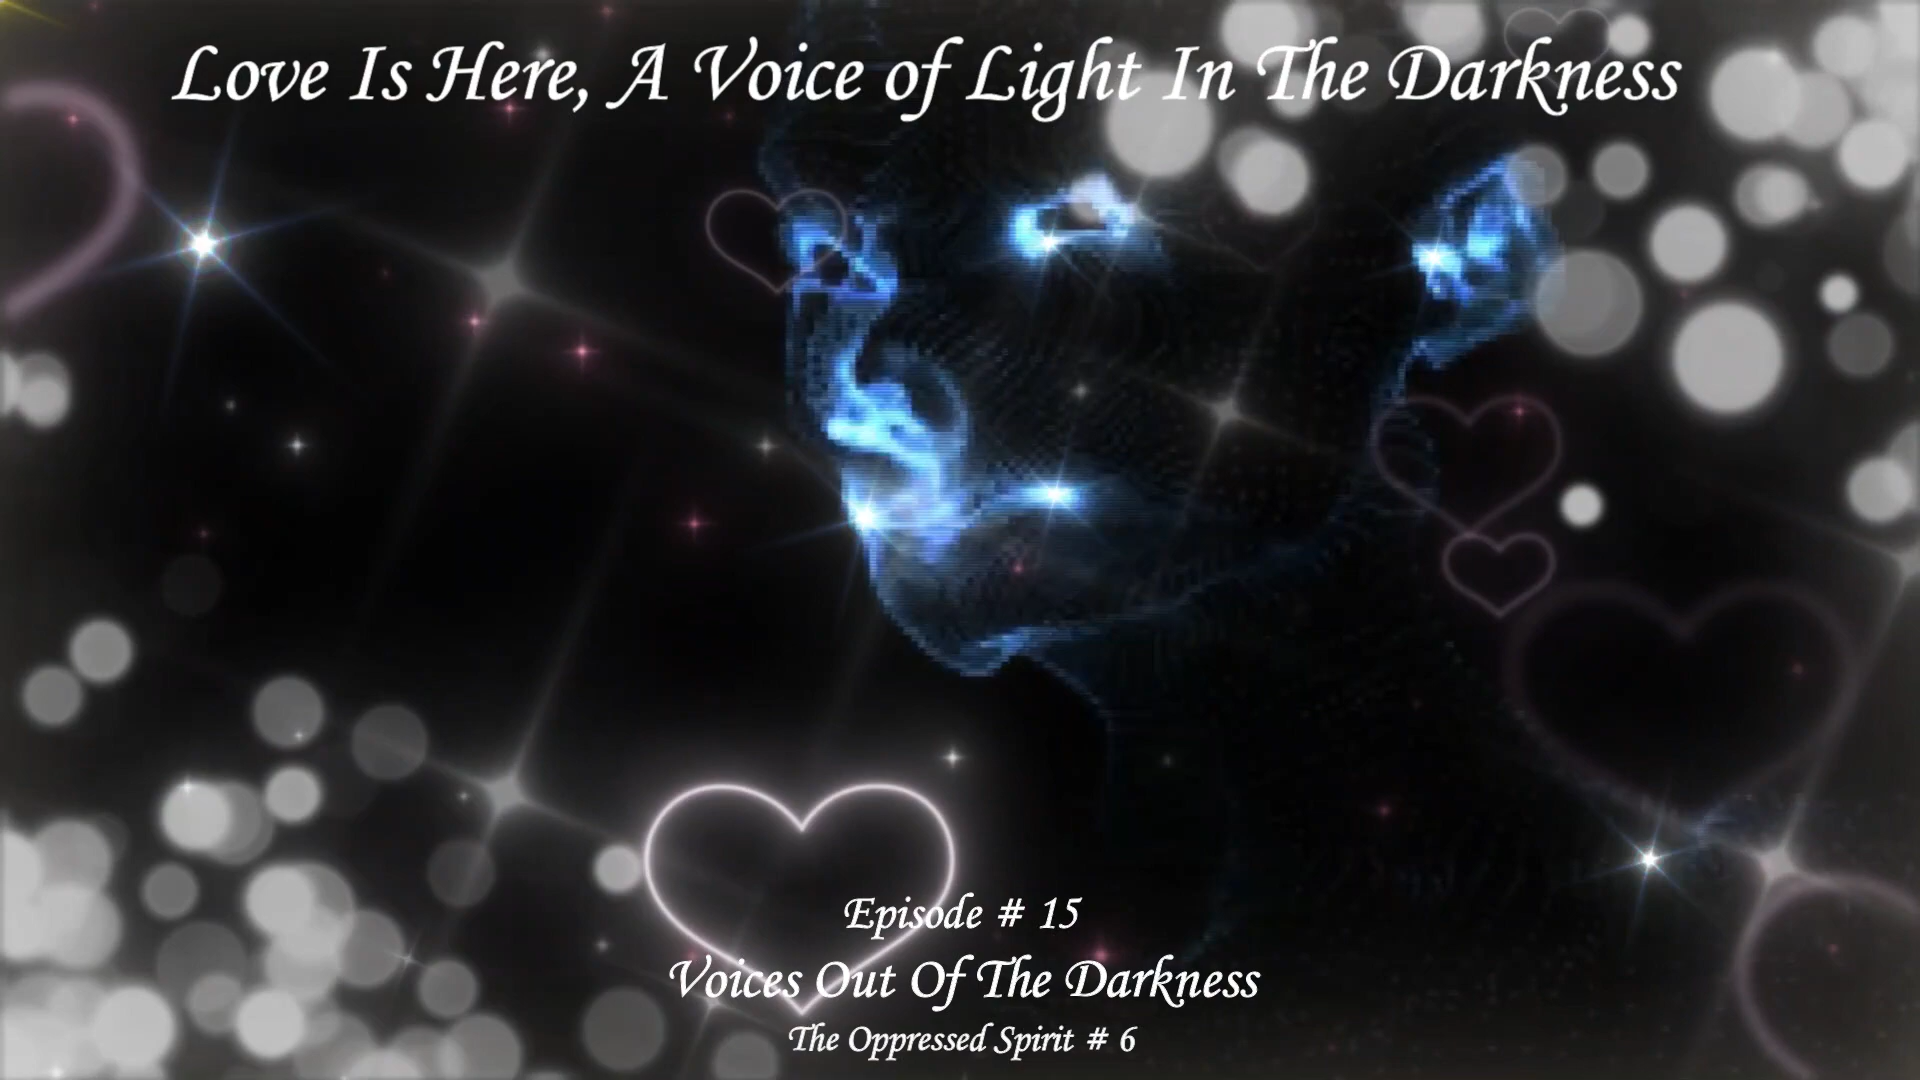 Love Is Here, A Voice of Light In The Darkness
Episode # 15
Voices Out Of The Darkness
The Oppressed Spirit # 6